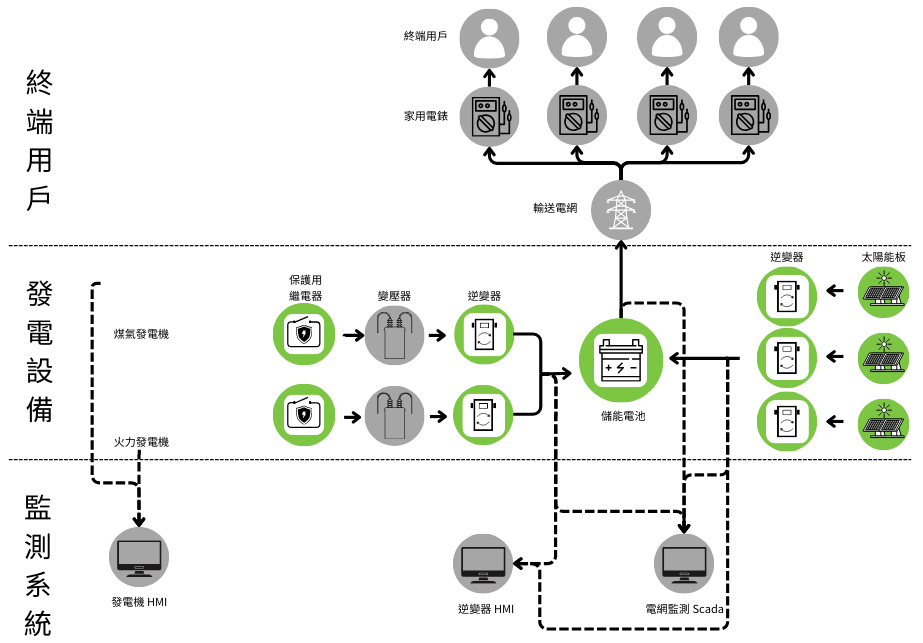 終端用戶
終端用戶
家用電錶
輸送電網
發電設備
保護用
繼電器
變壓器
逆變器
逆變器
太陽能板
煤氣發電機
儲能電池
火力發電機
監測系統
發電機 HMI
逆變器 HMI
電網監測 Scada